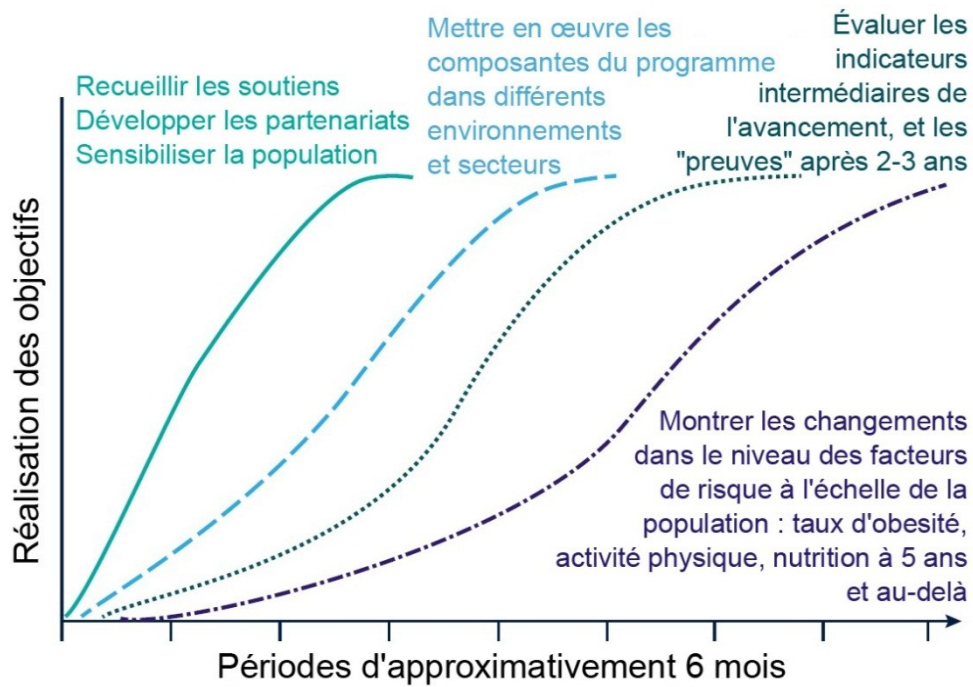 Recueillir les soutiens
Développer les partenariats
Sensibiliser la population
Mettre en œuvre les
composantes du programme
dans différents
environnements
et secteurs
Évaluer les
indicateurs
intermédiaires de
l'avancement, et les
"preuves" après 2-3 ans
Réalisation des objectifs
Montrer les changements
dans le niveau des facteurs
de risque à l'échelle de la
population : taux d'obesité,
activité physique, nutrition à 5 ans
et au-delà
Périodes d'approximativement 6 mois